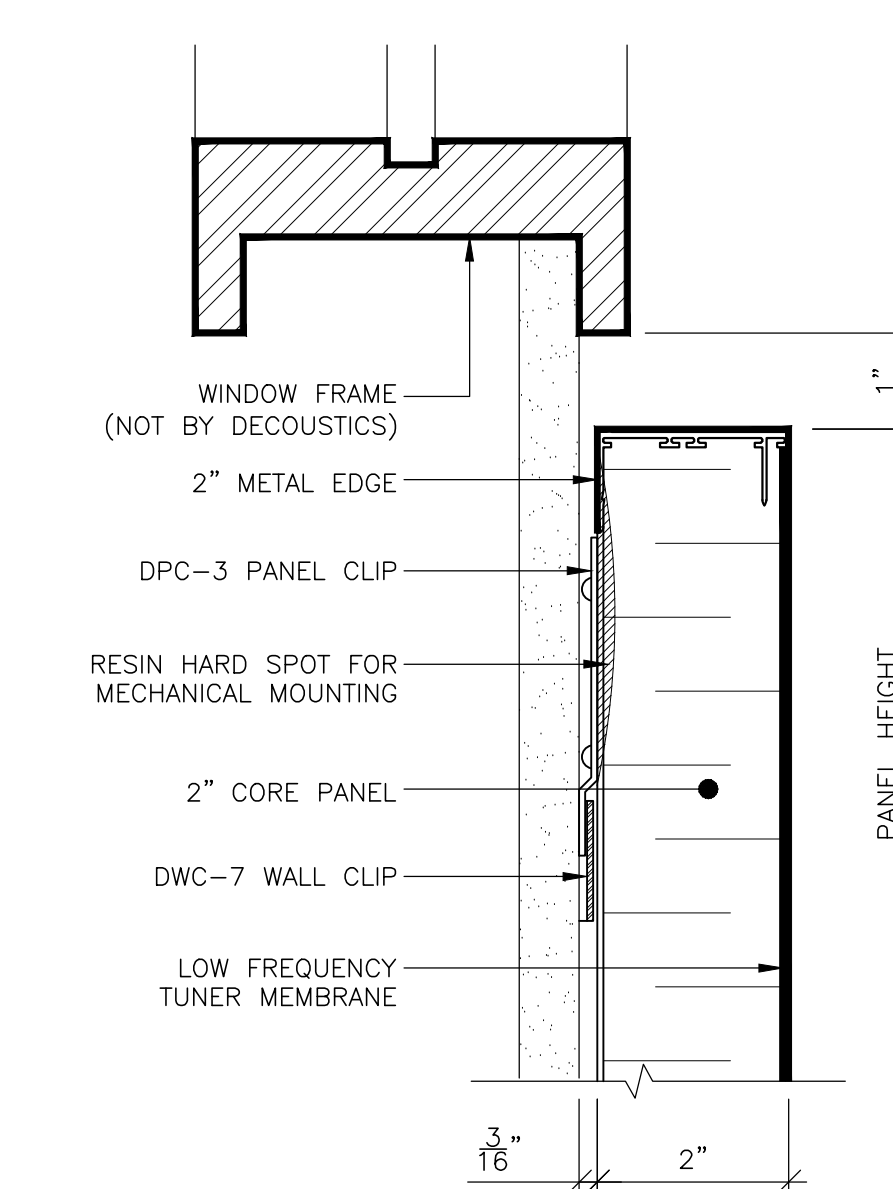 1”
WINDOW FRAME
(NOT BY DECOUSTICS)
2” METAL EDGE
DPC-3 PANEL CLIP
RESIN HARD SPOT FOR
MECHANICAL MOUNTING
PANEL HEIGHT
2” CORE PANEL
DWC-7 WALL CLIP
LOW FREQUENCY
TUNER MEMBRANE
3/16”
2”